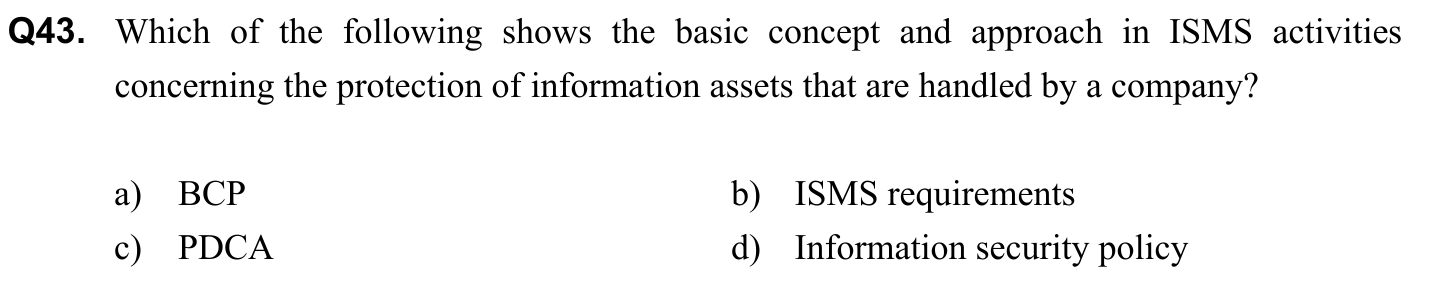 Q43. Which of the following shows the basic concept and approach in ISMS activities
concerning the protection of information assets that are handled by a company?
a) BCP b) ISMS requirements
c) PDCA d) Information security policy